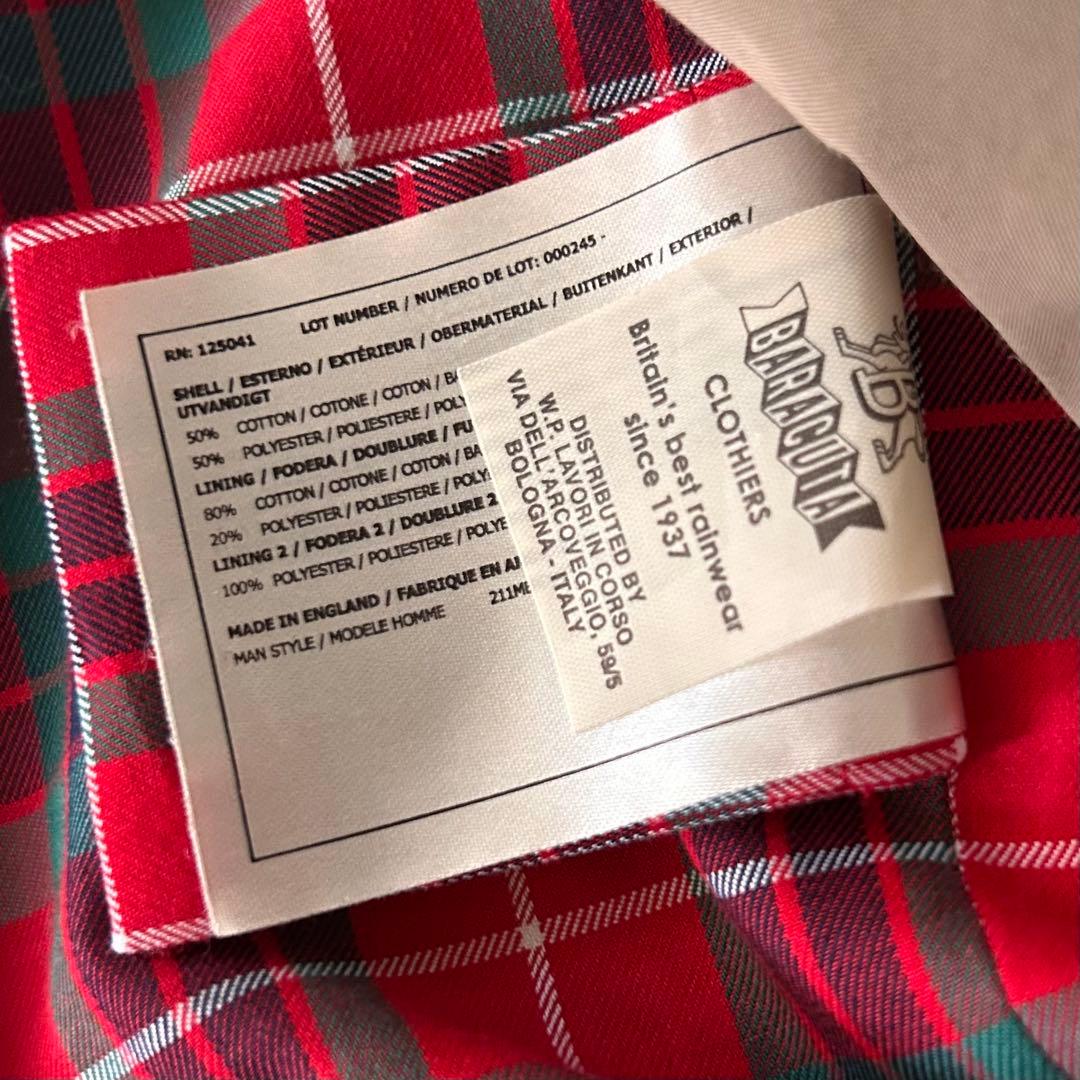 LOT NUMBER / NUMERO DE LOT: 000245 -
RN: 125041
SHELL / ESTERNO / EXTÉRIEUR / OBERMATERIAL / BUITENKANT / EXTERIOR /
UTVANDIGT
50% COTTON / COTONE / COTON /
50% POLYESTER / POLIESTERE /
LINING / FODERA / DOUBLURE /
80% COTTON / COTONE / COTON /
20% POLYESTER / POLIESTERE /
LINING 2 / FODERA 2 / DOUBLURE 2
100% POLYESTER / POLIESTERE /
MADE IN ENGLAND / FABRIQUE EN
MAN STYLE / MODELE HOMME
B
BARACUTA
CLOTHIERS
Britain's best rainwear
since 1937
DISTRIBUTED BY
W.P. LAVORI IN CORSO
VIA DELL'ARCOVEGGIO, 59/5
BOLOGNA - ITALY